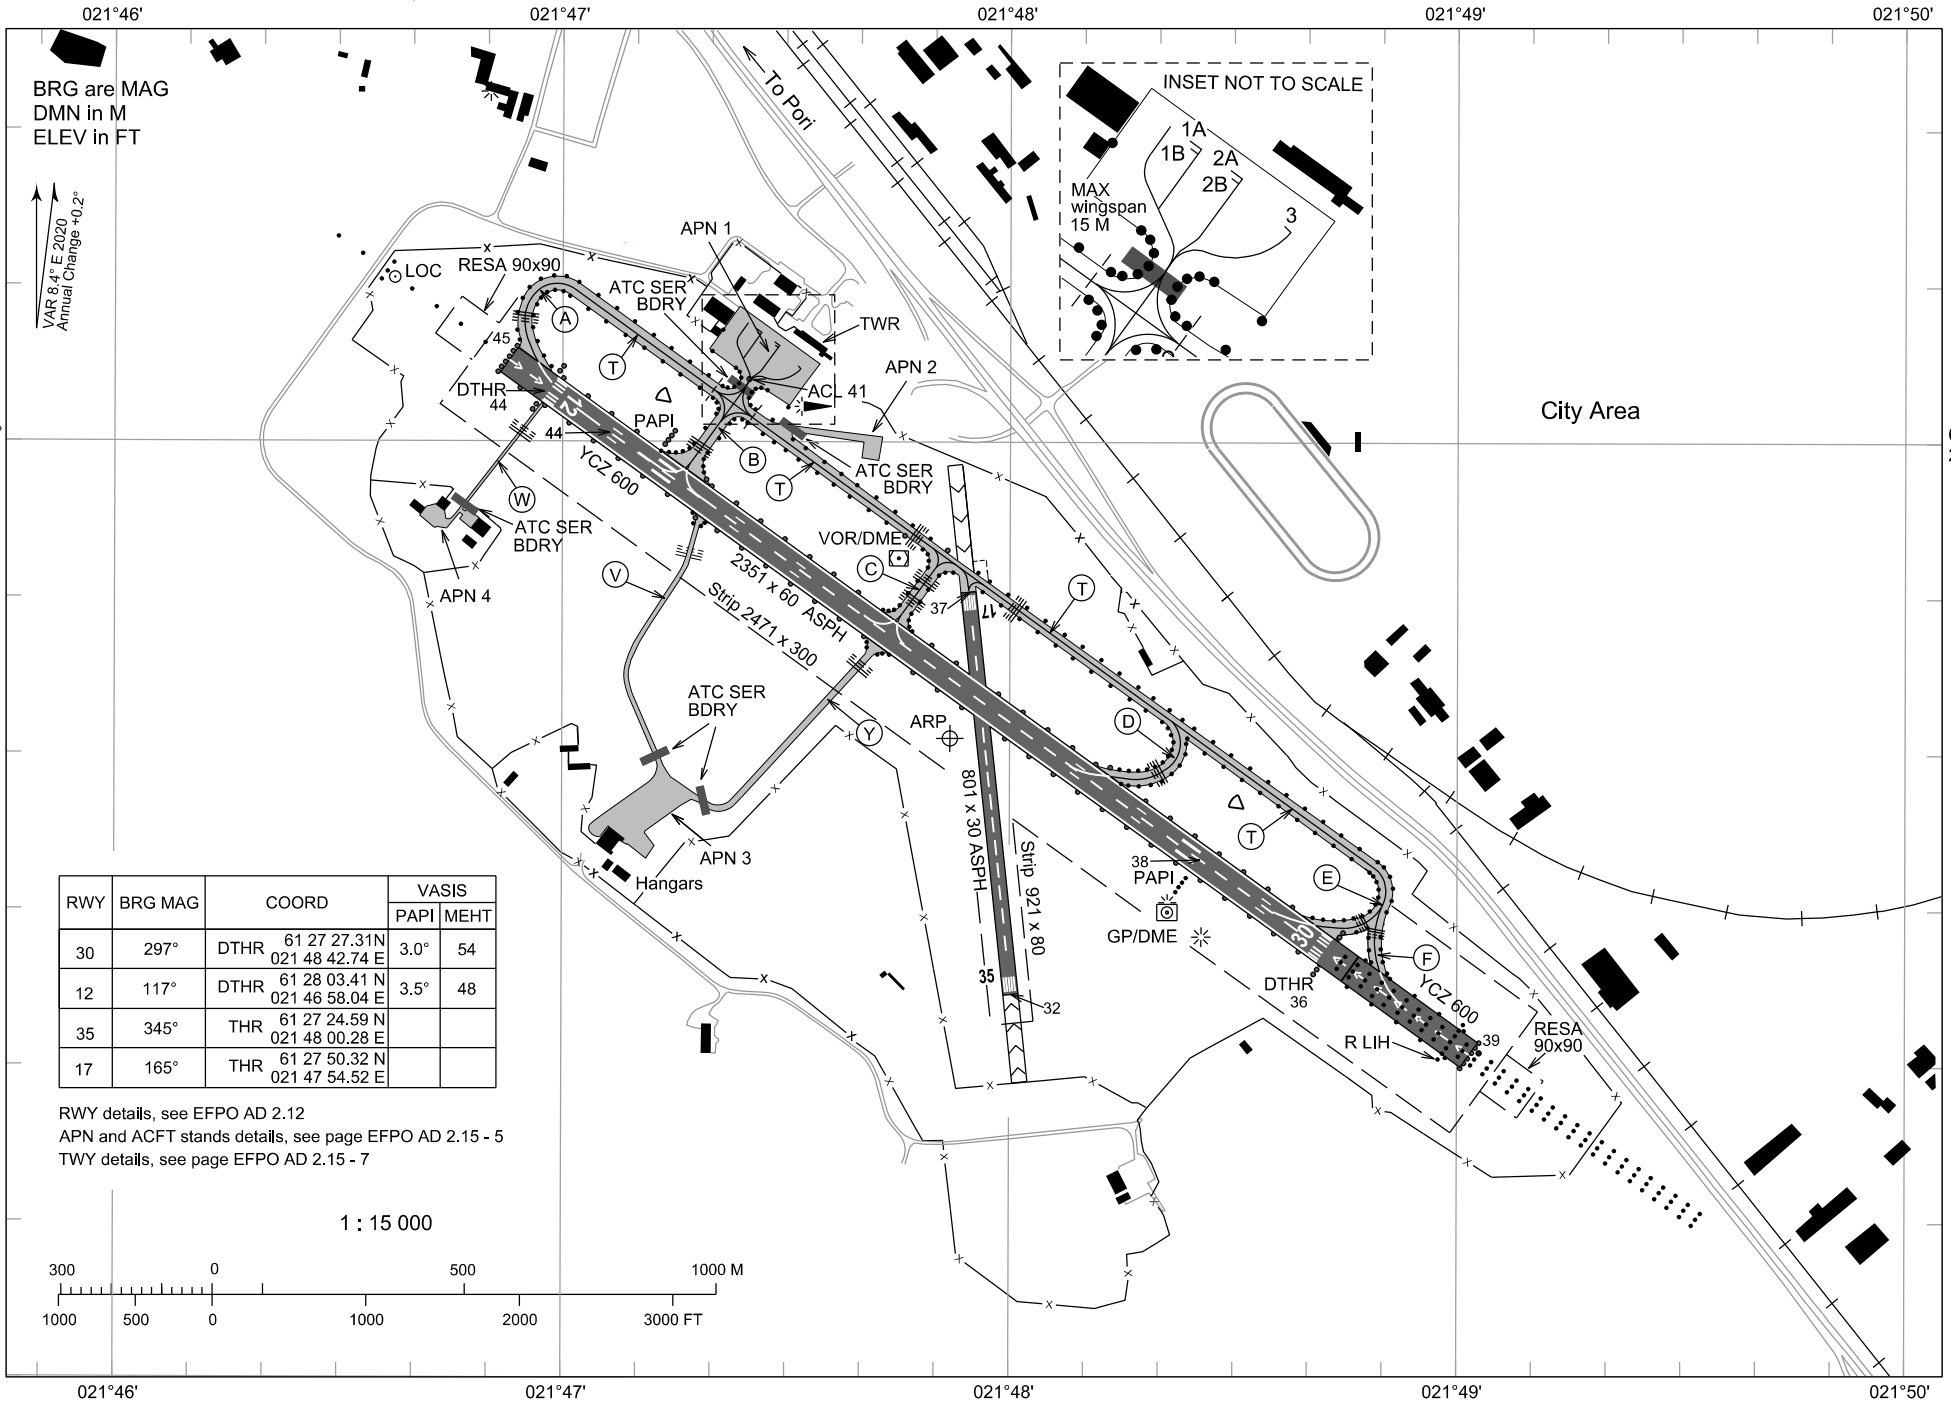 021°46'
021°47'
021°48'
021°49'
021°50'
BRG are MAG
DMN in M
ELEV in FT
VAR 8.4° E 2020
Annual Change +0.2°
To Pori
INSET NOT TO SCALE
1A
1B
2A
2B
3
MAX
wingspan
15 M
City Area
LOC
RESA 90x90
APN 1
ATC SER
BDRY
TWR
A
T
45
DTHR
44
12
44
PAPI
ACL 41
APN 2
YCZ 600
B
T
ATC SER
BDRY
W
ATC SER
BDRY
APN 4
V
VOR/DME
C
37
17
T
2351 x 60 ASPH
Strip 2471 x 300
ATC SER
BDRY
Y
ARP
D
801 x 30 ASPH
Strip 921 x 80
APN 3
Hangars
38
PAPI
T
E
GP/DME
30
F
35
32
DTHR
36
YCZ 600
R LIH
39
RESA
90x90
RWY
BRG MAG
COORD
VASIS
PAPI
MEHT
30
297°
DTHR
61 27 27.31N
021 48 42.74 E
3.0°
54
12
117°
DTHR
61 28 03.41 N
021 46 58.04 E
3.5°
48
35
345°
THR
61 27 24.59 N
021 48 00.28 E
17
165°
THR
61 27 50.32 N
021 47 54.52 E
RWY details, see EFPO AD 2.12
APN and ACFT stands details, see page EFPO AD 2.15 - 5
TWY details, see page EFPO AD 2.15 - 7
1 : 15 000
300
0
500
1000 M
1000
500
0
1000
2000
3000 FT
021°46'
021°47'
021°48'
021°49'
021°50'